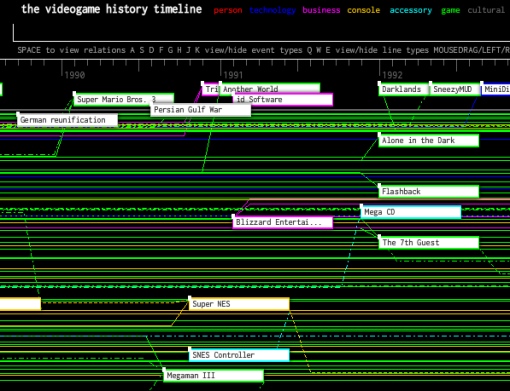 the videogame history timeline person technology business console accessory game cultural
SPACE to view relations A S D F G H J K view/hide event types Q W E view/hide line types MOUSEDRAG/LEFT/R
1990 1991 1992
Tri Another World Darklands SneezyMUD MiniDi
Super Mario Bros. 3 id Software
Persian Gulf War
German reunification
Alone in the Dark
Flashback
Mega CD
Blizzard Entertai...
The 7th Guest
Super NES
SNES Controller
Megaman III